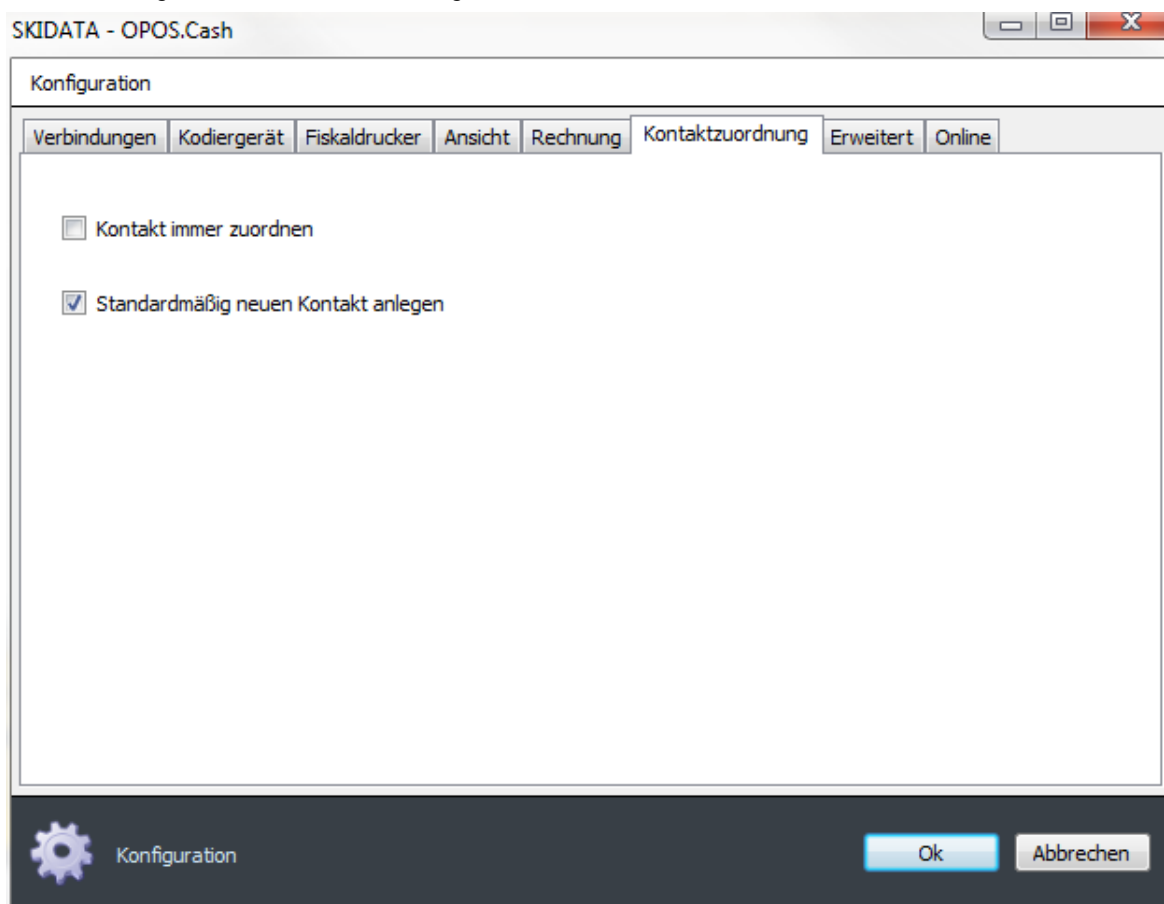 SKIDATA - OPOS.Cash
Konfiguration
Verbindungen Kodiergerät Fiskaldrucker Ansicht Rechnung Kontaktzuordnung Erweitert Online
Kontakt immer zuordnen
Standardmäßig neuen Kontakt anlegen
Konfiguration Ok Abbrechen